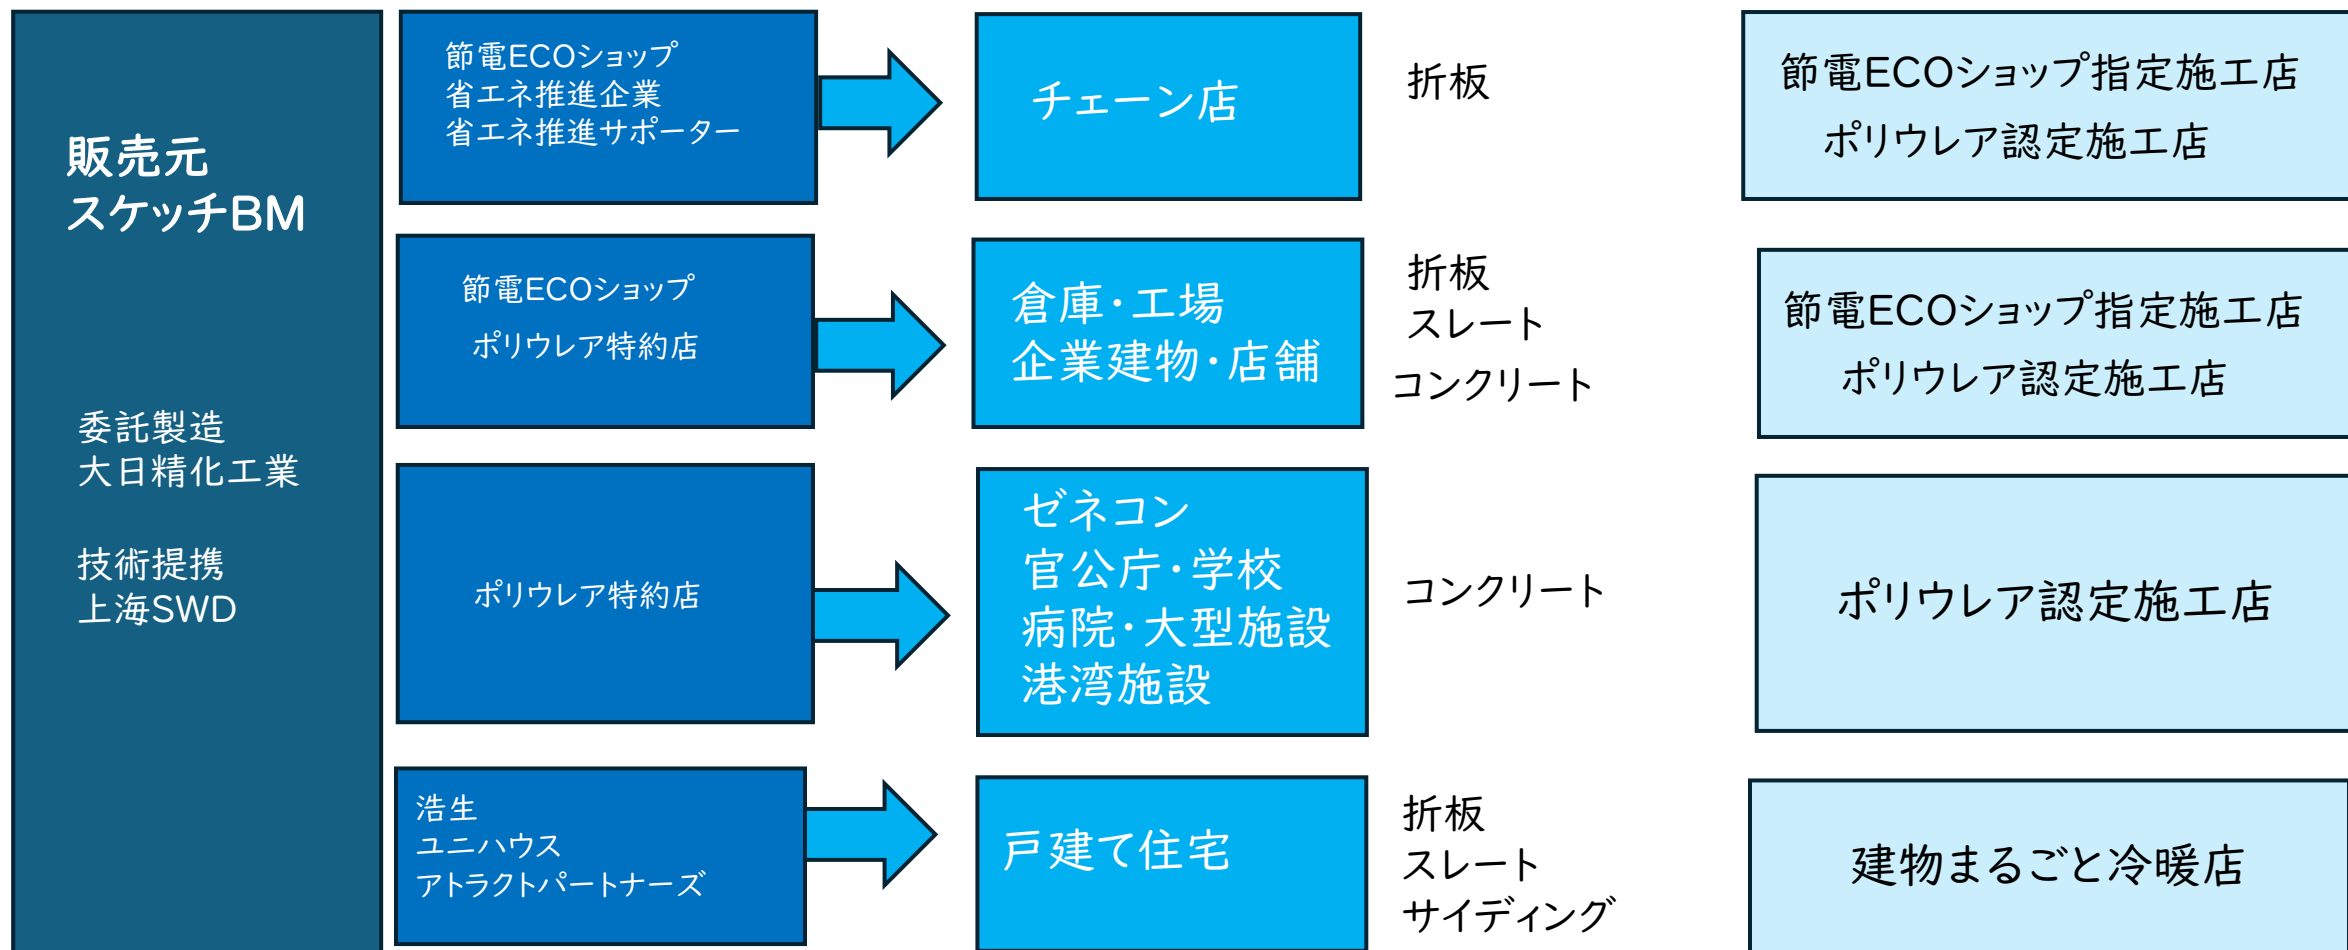 販売元
スケッチBM
委託製造
大日精化工業
技術提携
上海SWD
節電ECOショップ
省エネ推進企業
省エネ推進サポーター
チェーン店
折板
節電ECOショップ指定施工店
ポリウレア認定施工店
節電ECOショップ
ポリウレア特約店
倉庫・工場
企業建物・店舗
折板
スレート
コンクリート
節電ECOショップ指定施工店
ポリウレア認定施工店
ポリウレア特約店
ゼネコン
官公庁・学校
病院・大型施設
港湾施設
コンクリート
ポリウレア認定施工店
浩生
ユニハウス
アトラクトパートナーズ
戸建て住宅
折板
スレート
サイディング
建物まるごと冷暖店